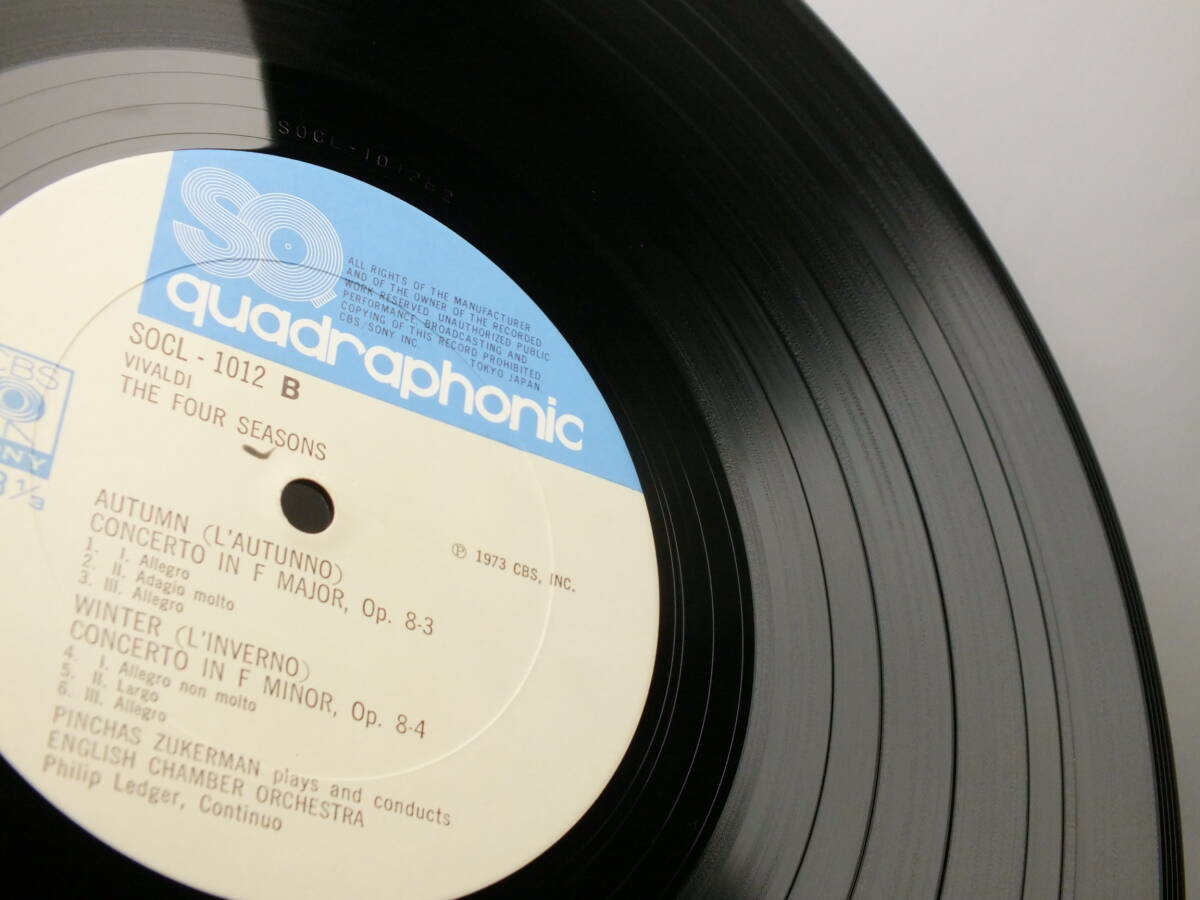 SOCL-1012B2
SQ
quadraphonic
ALL RIGHTS OF THE MANUFACTURER
AND OF THE OWNER OF THE RECORDED
WORK RESERVED UNAUTHORIZED PUBLIC
PERFORMANCE, BROADCASTING AND
COPYING OF THIS RECORD PROHIBITED
CBS/SONY INC TOKYO JAPAN
SOCL - 1012 B
VIVALDI
THE FOUR SEASONS
CBS
NY
1/3
AUTUMN (L'AUTUNNO)
CONCERTO IN F MAJOR, Op. 8-3
1. I. Allegro
2. II. Adagio molto
3. III. Allegro
℗ 1973 CBS, INC.
WINTER (L'INVERNO)
CONCERTO IN F MINOR, Op. 8-4
4. I. Allegro non molto
5. II. Largo
6. III. Allegro
PINCHAS ZUKERMAN plays and conducts
ENGLISH CHAMBER ORCHESTRA
Philip Ledger, Continuo